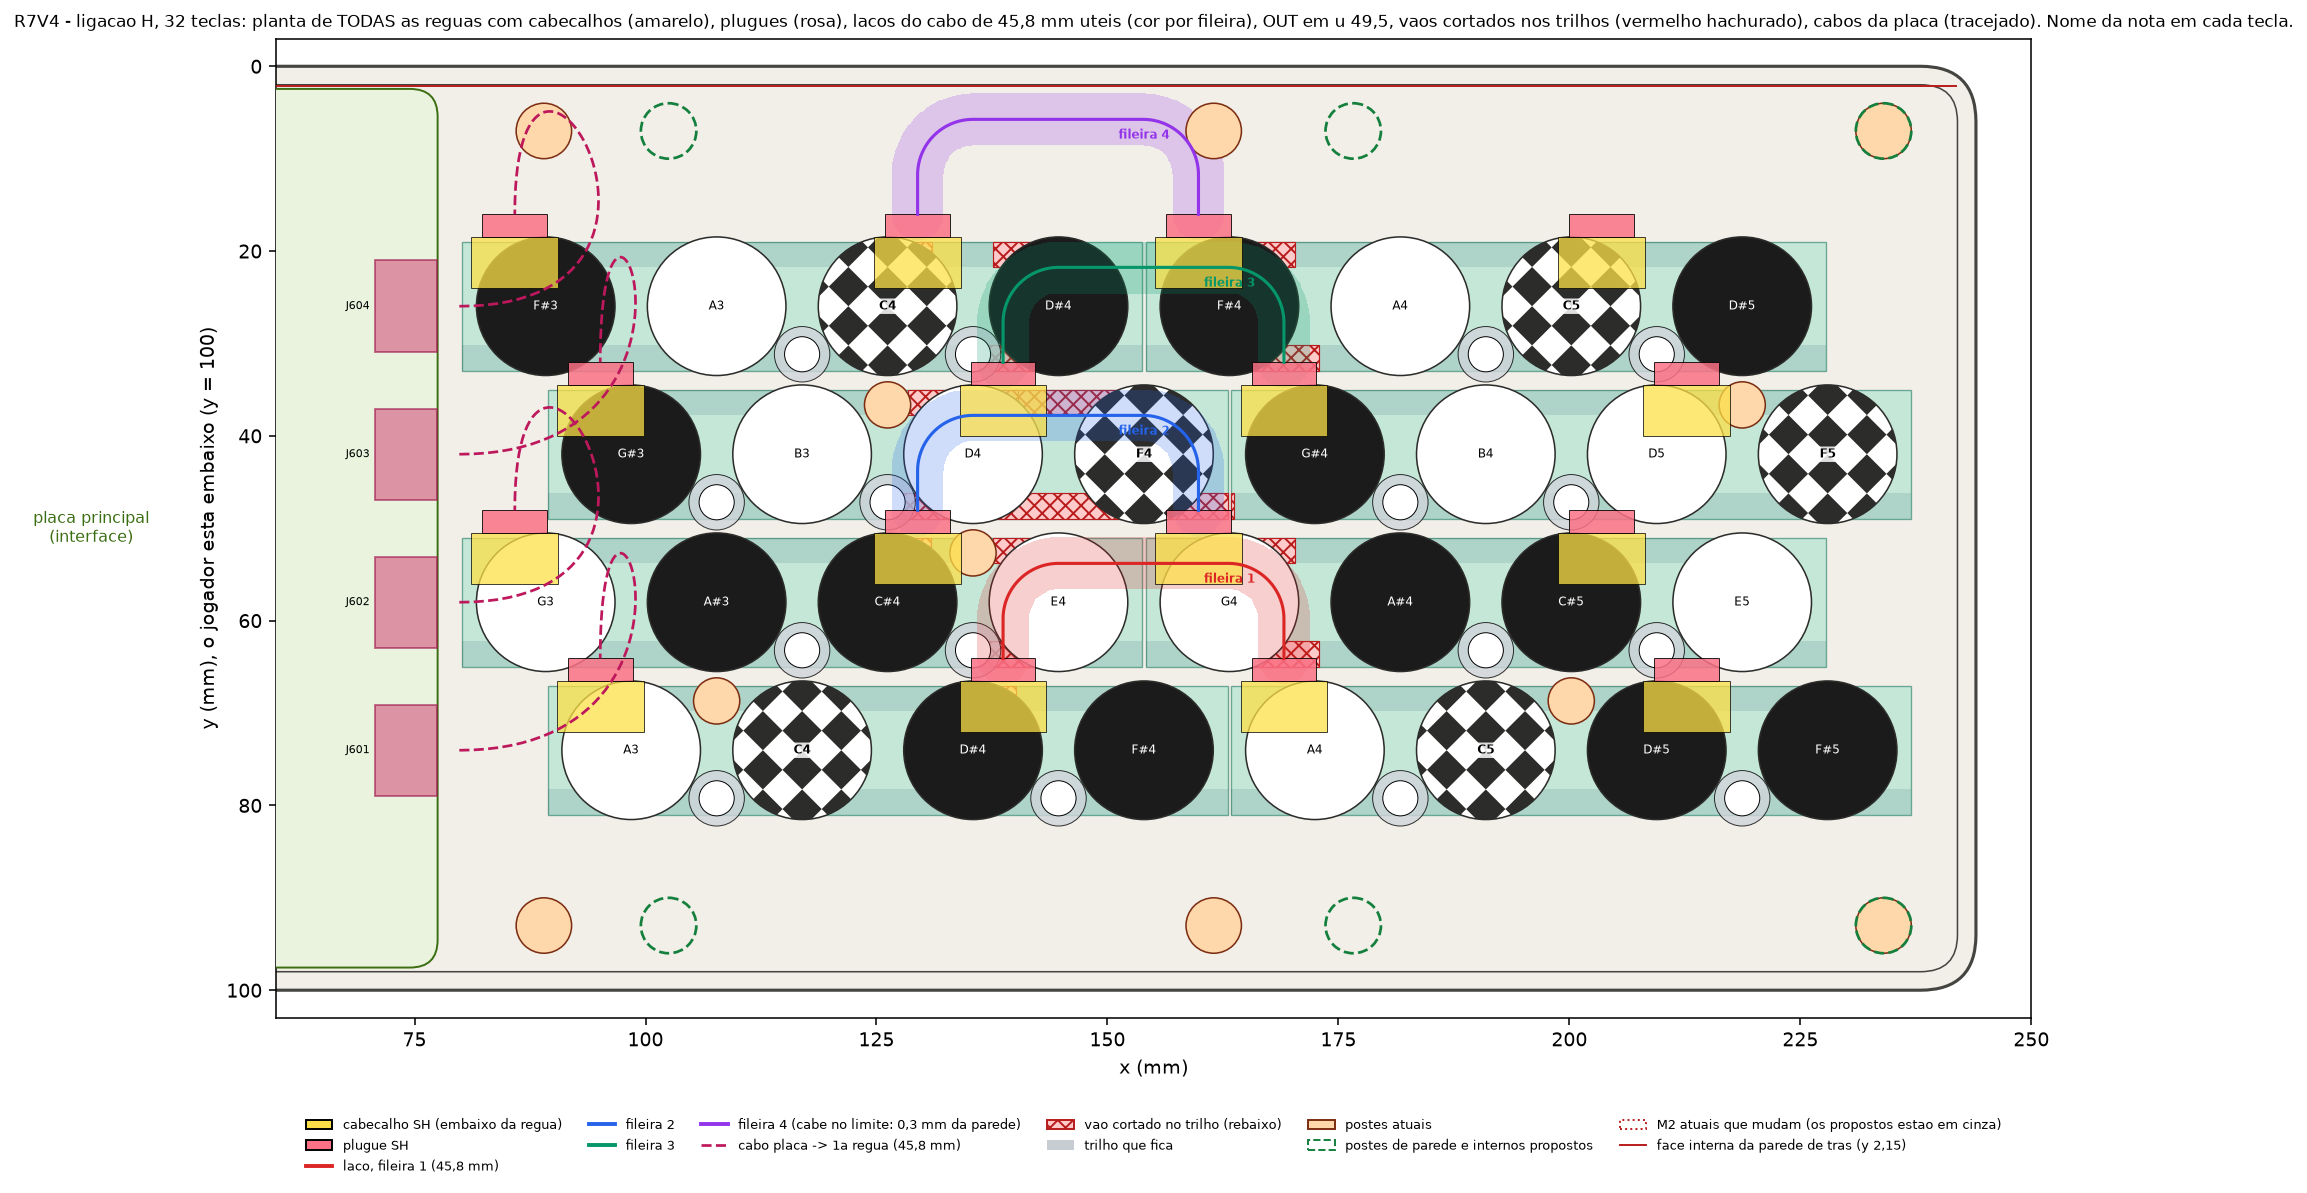 R7V4 - ligacao H, 32 teclas: planta de TODAS as reguas com cabecalhos (amarelo), plugues (rosa), lacos do cabo de 45,8 mm uteis (cor por fileira), OUT em u 49,5, vaos cortados nos trilhos (vermelho hachurado), cabos da placa (tracejado). Nome da nota em cada tecla.
0
20
40
60
80
100
y (mm), o jogador esta embaixo (y = 100)
placa principal
(interface)
fileira 4
fileira 3
J604
F#3
A3
C4
D#4
F#4
A4
C5
D#5
fileira 2
J603
G#3
B3
D4
F4
G#4
B4
D5
F5
fileira 1
J602
G3
A#3
C#4
E4
G4
A#4
C#5
E5
J601
A3
C4
D#4
F#4
A4
C5
D#5
F#5
75
100
125
150
175
200
225
250
x (mm)
cabecalho SH (embaixo da regua)
plugue SH
laco, fileira 1 (45,8 mm)
fileira 2
fileira 3
fileira 4 (cabe no limite: 0,3 mm da parede)
cabo placa -> 1a regua (45,8 mm)
vao cortado no trilho (rebaixo)
trilho que fica
postes atuais
postes de parede e internos propostos
M2 atuais que mudam (os propostos estao em cinza)
face interna da parede de tras (y 2,15)